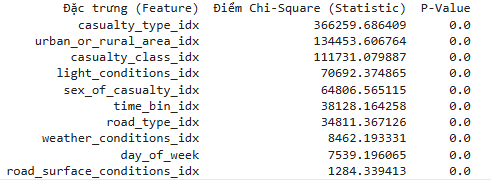 Đặc trưng (Feature) Điểm Chi-Square (Statistic) P-Value
casualty_type_idx 366259.686409 0.0
urban_or_rural_area_idx 134453.606764 0.0
casualty_class_idx 111731.079887 0.0
light_conditions_idx 70692.374865 0.0
sex_of_casualty_idx 64806.565115 0.0
time_bin_idx 38128.164258 0.0
road_type_idx 34811.367126 0.0
weather_conditions_idx 8462.193331 0.0
day_of_week 7539.196065 0.0
road_surface_conditions_idx 1284.339413 0.0